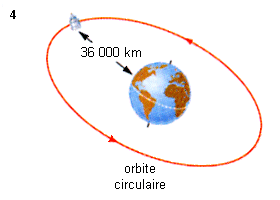 4
36 000 km
orbite
circulaire